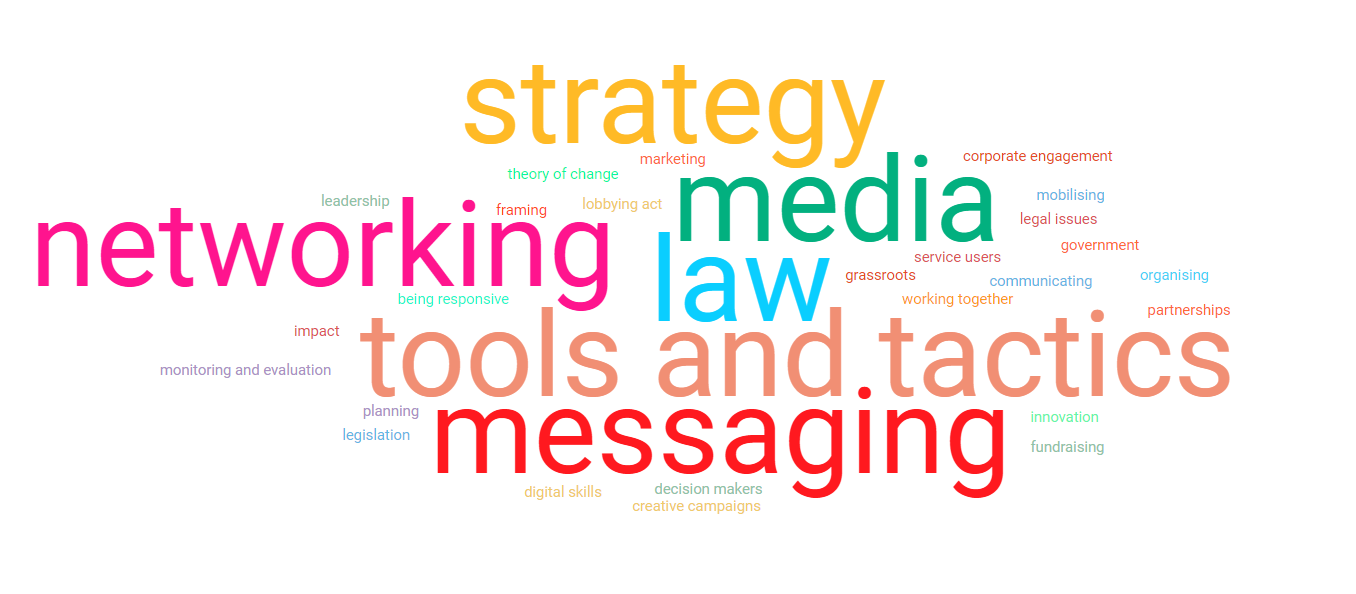 strategy
marketing
corporate engagement
theory of change
media
mobilising
leadership
framing
lobbying act
legal issues
networking
law
government
service users
grassroots
communicating
organising
being responsive
working together
partnerships
impact
tools and tactics
monitoring and evaluation
planning
messaging
innovation
legislation
fundraising
digital skills
decision makers
creative campaigns